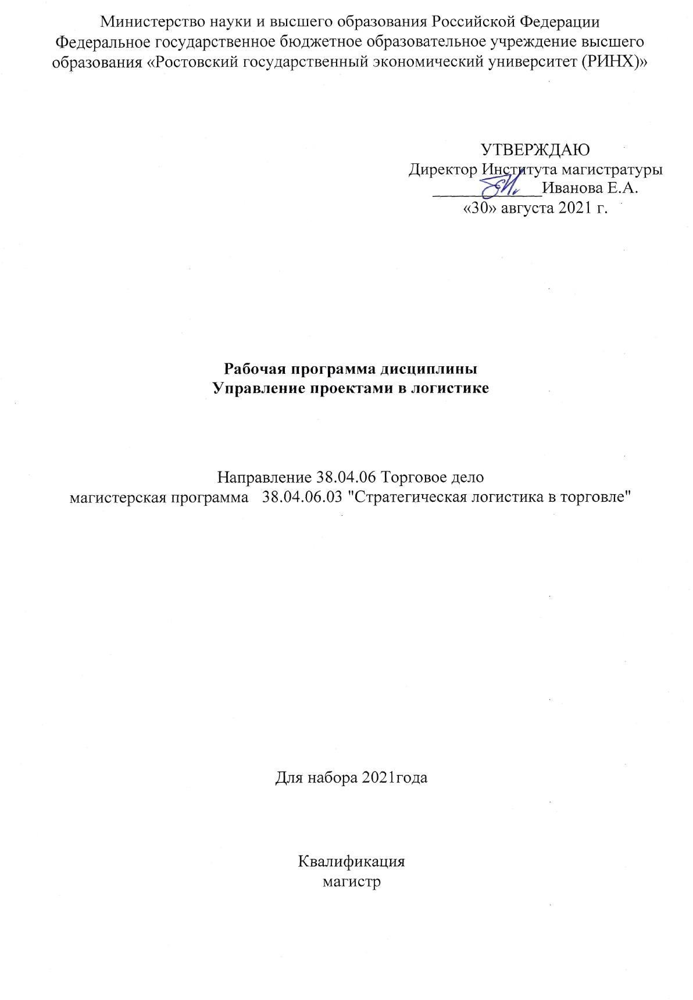 Министерство науки и высшего образования Российской Федерации
Федеральное государственное бюджетное образовательное учреждение высшего
образования «Ростовский государственный экономический университет (РИНХ)»
УТВЕРЖДАЮ
Директор Института магистратуры
Иванова Е.А.
«30» августа 2021 г.
Рабочая программа дисциплины
Управление проектами в логистике
Направление 38.04.06 Торговое дело
магистерская программа 38.04.06.03 "Стратегическая логистика в торговле"
Для набора 2021года
Квалификация
магистр